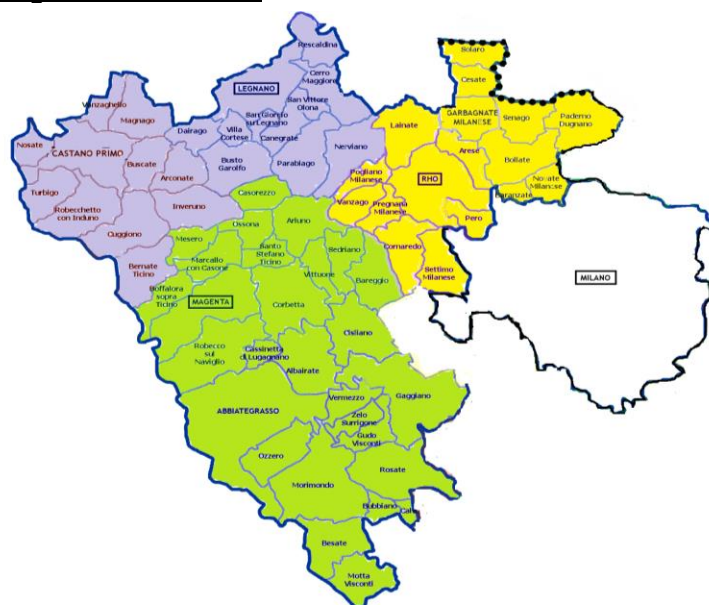 Rescaldina
Cerro
Maggiore
LEGNANO
San Vittore
Olona
San Giorgio
su Legnano
Villa
Cortese
Canegrate
Dairago
Busto
Garolfo
Parabiago
Nerviano
Vanzaghello
Magnago
Nosate
CASTANO PRIMO
Buscate
Arconate
Turbigo
Robecchetto
con Induno
Inveruno
Cuggiono
Bernate
Ticino
Solaro
Cesate
GARBAGNATE
MILANESE
Senago
Paderno
Dugnano
Lainate
Arese
Bollate
Novate
Milanese
Baranzate
Pogliano
Milanese
RHO
Vanzago
Pregnana
Milanese
Pero
Cornaredo
Settimo
Milanese
MILANO
Casorezzo
Ossona
Arluno
Mesero
Marcallo
con Casone
Santo
Stefano
Ticino
Sedriano
Vittuone
Bareggio
Boffalora
sopra
Ticino
MAGENTA
Corbetta
Cisliano
Robecco
sul
Naviglio
Cassinetta
di Lugagnano
Albairate
ABBIATEGRASSO
Vermezzo
Gaggiano
Zelo
Surrigone
Gudo
Visconti
Ozzero
Rosate
Morimondo
Bubbiano
Besate
Motta
Visconti